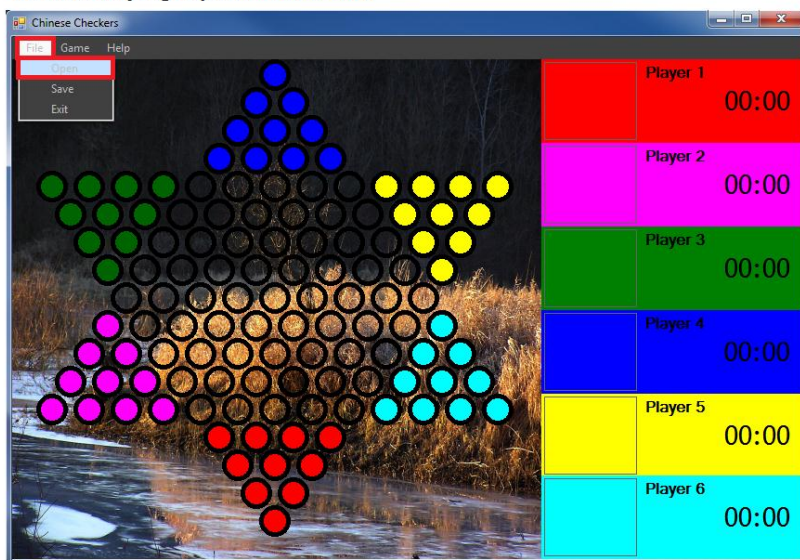 Chinese Checkers
File Game Help
Open
Save
Exit
Player 1
00:00
Player 2
00:00
Player 3
00:00
Player 4
00:00
Player 5
00:00
Player 6
00:00